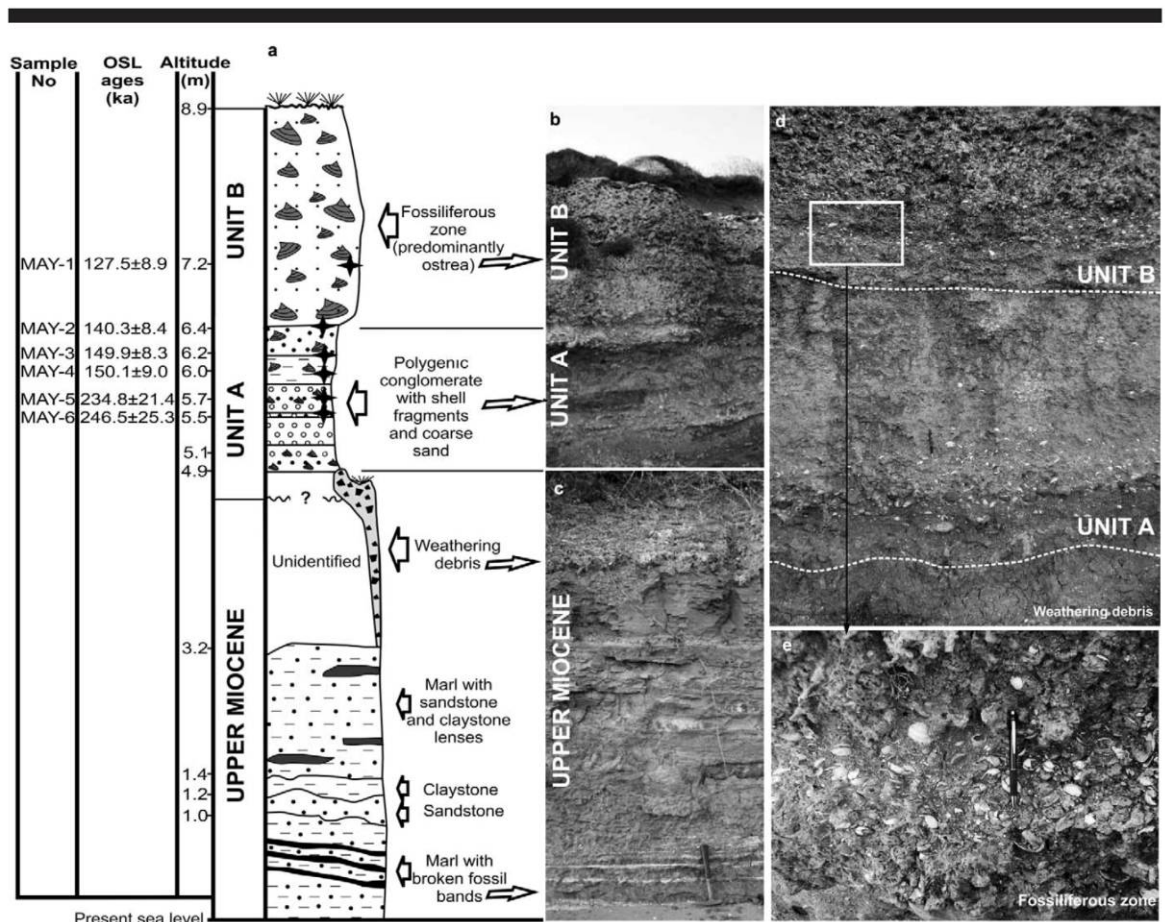 a
Sample No
OSL ages (ka)
Altitude (m)
8.9
MAY-1 127.5±8.9 7.2
MAY-2 140.3±8.4 6.4
MAY-3 149.9±8.3 6.2
MAY-4 150.1±9.0 6.0
MAY-5 234.8±21.4 5.7
MAY-6 246.5±25.3 5.5
5.1
4.9
3.2
1.4
1.2
1.0
Present sea level
UNIT B
UNIT A
UPPER MIOCENE
?
Unidentified
Fossiliferous
zone
(predominantly
ostrea)
Polygenic
conglomerate
with shell
fragments
and coarse
sand
Weathering
debris
Marl with
sandstone
and claystone
lenses
Claystone
Sandstone
Marl with
broken fossil
bands
b
UNIT B
UNIT A
c
UPPER MIOCENE
d
UNIT B
UNIT A
Weathering debris
e
Fossiliferous zone